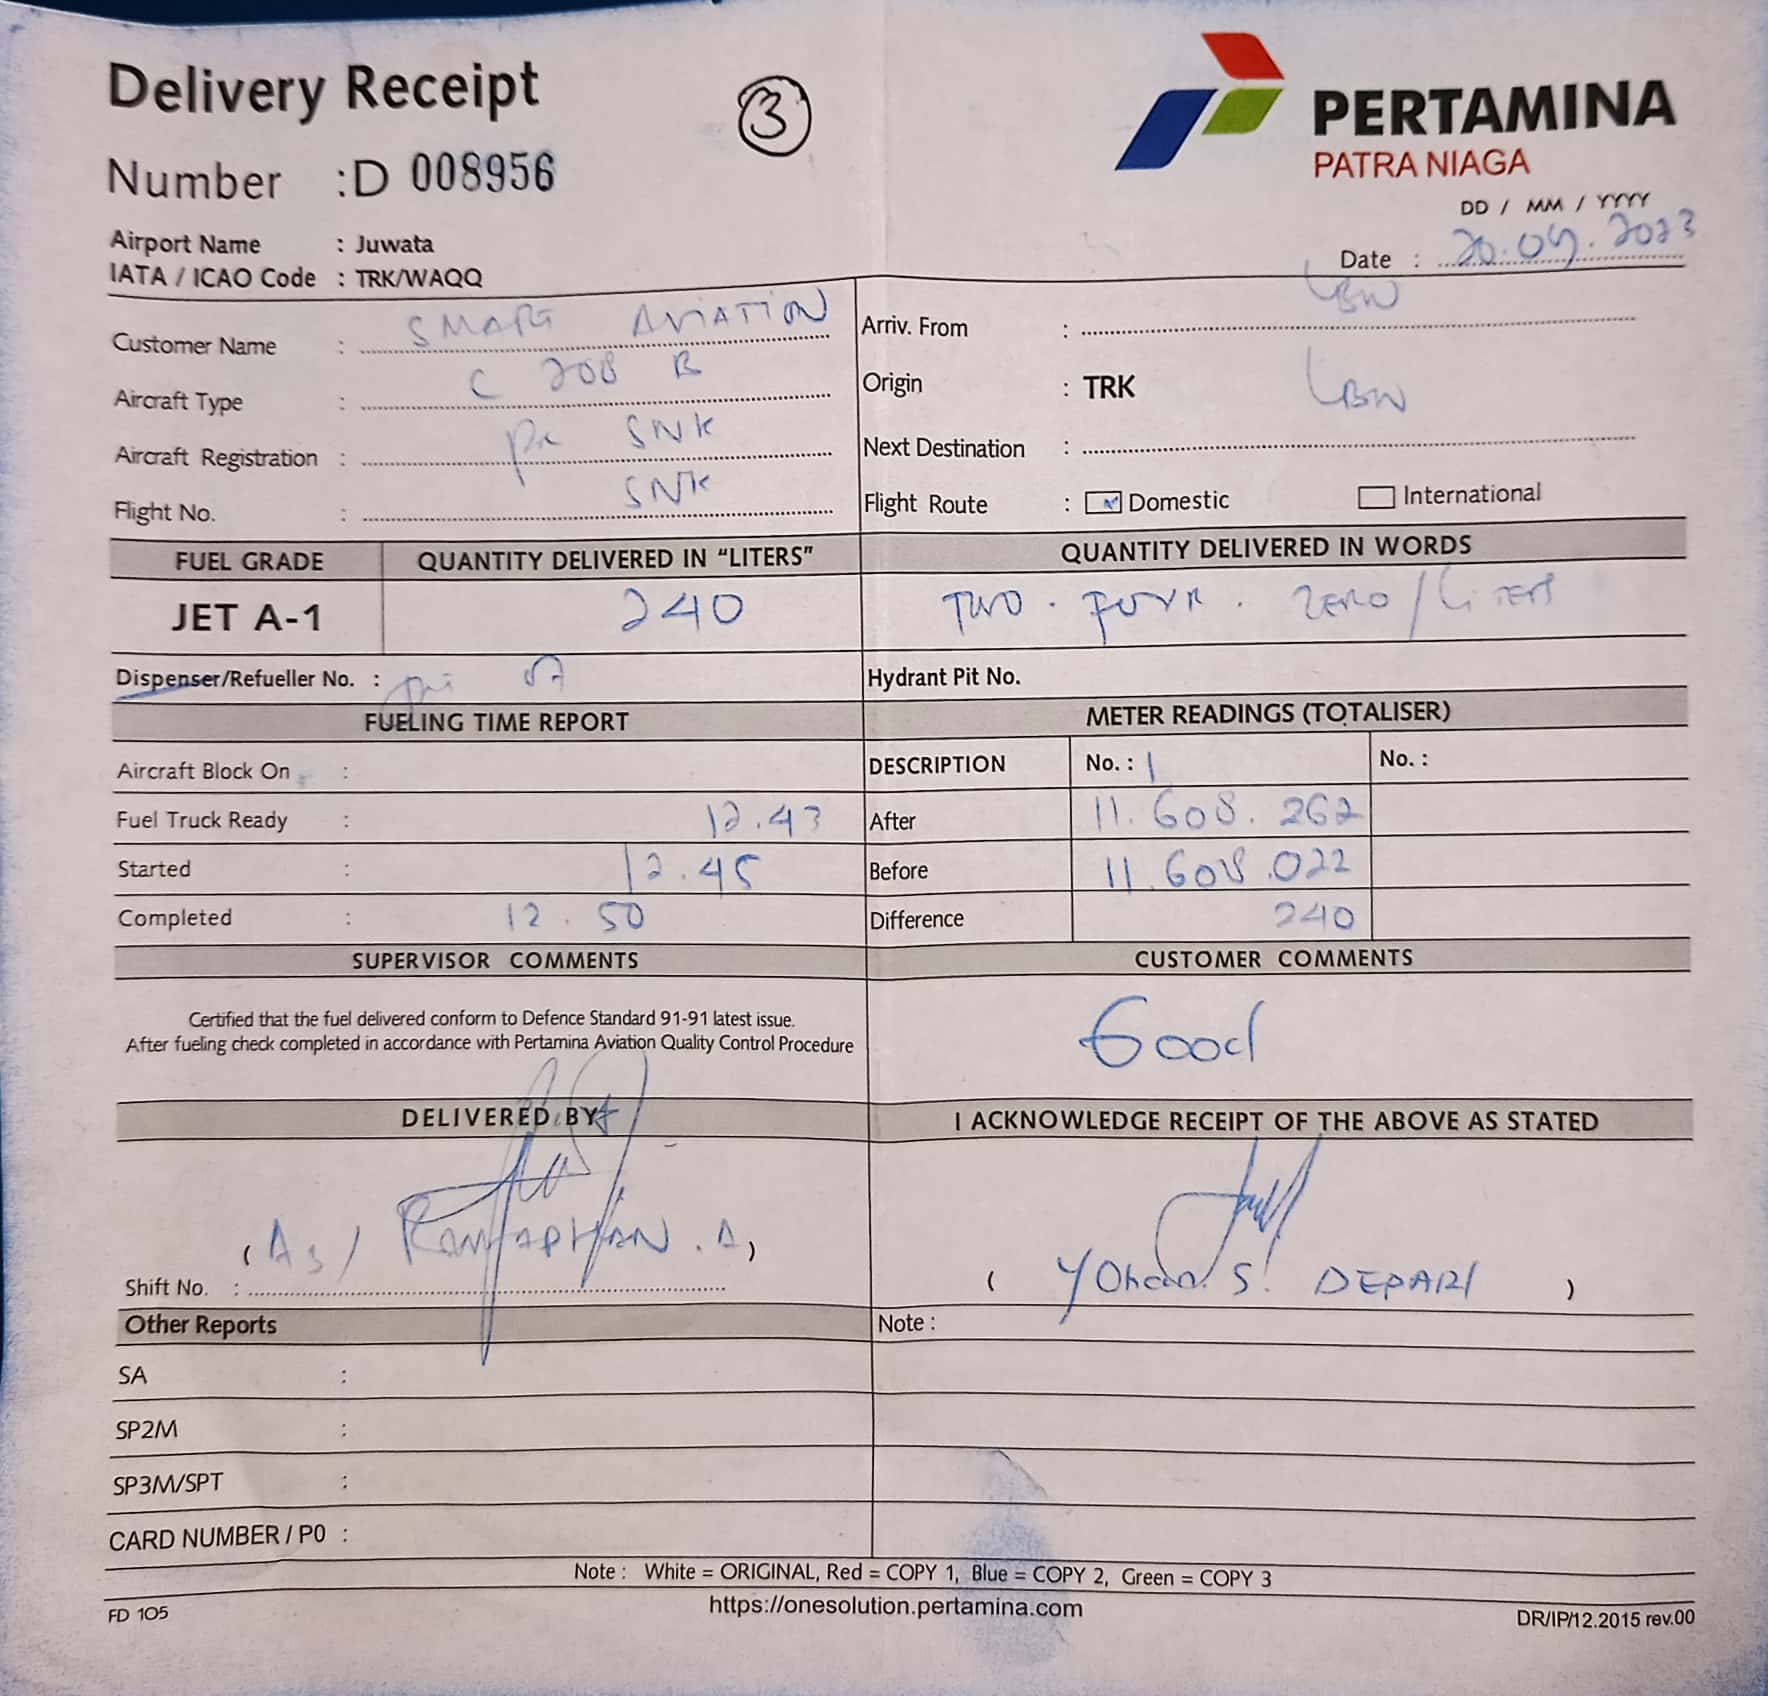 Delivery Receipt
3
PERTAMINA
PATRA NIAGA
Number : D 008956
DD / MM / YYYY
Airport Name : Juwata
Date : 20.09.2023
IATA / ICAO Code : TRK/WAQQ
Customer Name : SMART AVIATION
Arriv. From : LBW
Aircraft Type : C 208 B
Origin : TRK
Aircraft Registration : PK SNK
Next Destination : LBW
Flight No. : SNK
Flight Route : Domestic International
FUEL GRADE QUANTITY DELIVERED IN "LITERS" QUANTITY DELIVERED IN WORDS
JET A-1 240 TWO . FOUR . ZERO / LITERS
Dispenser/Refueller No. :
Hydrant Pit No.
FUELING TIME REPORT METER READINGS (TOTALISER)
Aircraft Block On :
DESCRIPTION No. : 1 No. :
Fuel Truck Ready : 12.43
After 11.608.262
Started : 12.45
Before 11.608.022
Completed : 12.50
Difference 240
SUPERVISOR COMMENTS CUSTOMER COMMENTS
Certified that the fuel delivered conform to Defence Standard 91-91 latest issue.
After fueling check completed in accordance with Pertamina Aviation Quality Control Procedure
Good
DELIVERED BY I ACKNOWLEDGE RECEIPT OF THE ABOVE AS STATED
Shift No. :
( Yohan S. DEPARI )
Other Reports Note :
SA :
SP2M :
SP3M/SPT :
CARD NUMBER / P0 :
Note : White = ORIGINAL, Red = COPY 1, Blue = COPY 2, Green = COPY 3
FD 105 https://onesolution.pertamina.com DR/IP/12.2015 rev.00